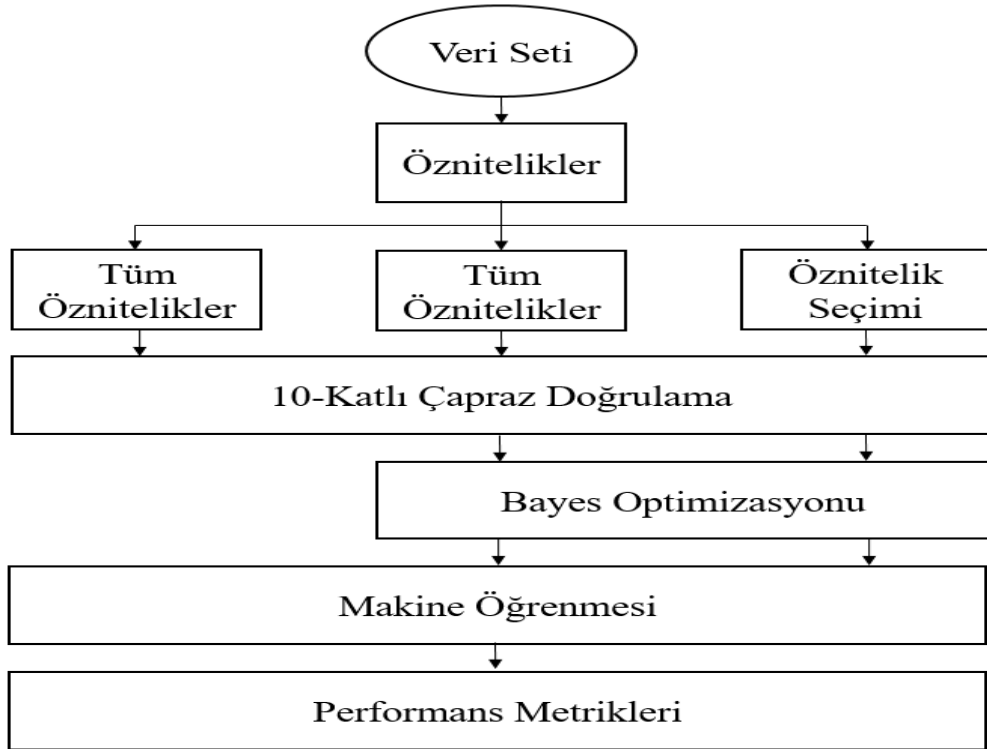 Veri Seti
Öznitelikler
Tüm
Öznitelikler
Tüm
Öznitelikler
Öznitelik
Seçimi
10-Katlı Çapraz Doğrulama
Bayes Optimizasyonu
Makine Öğrenmesi
Performans Metrikleri